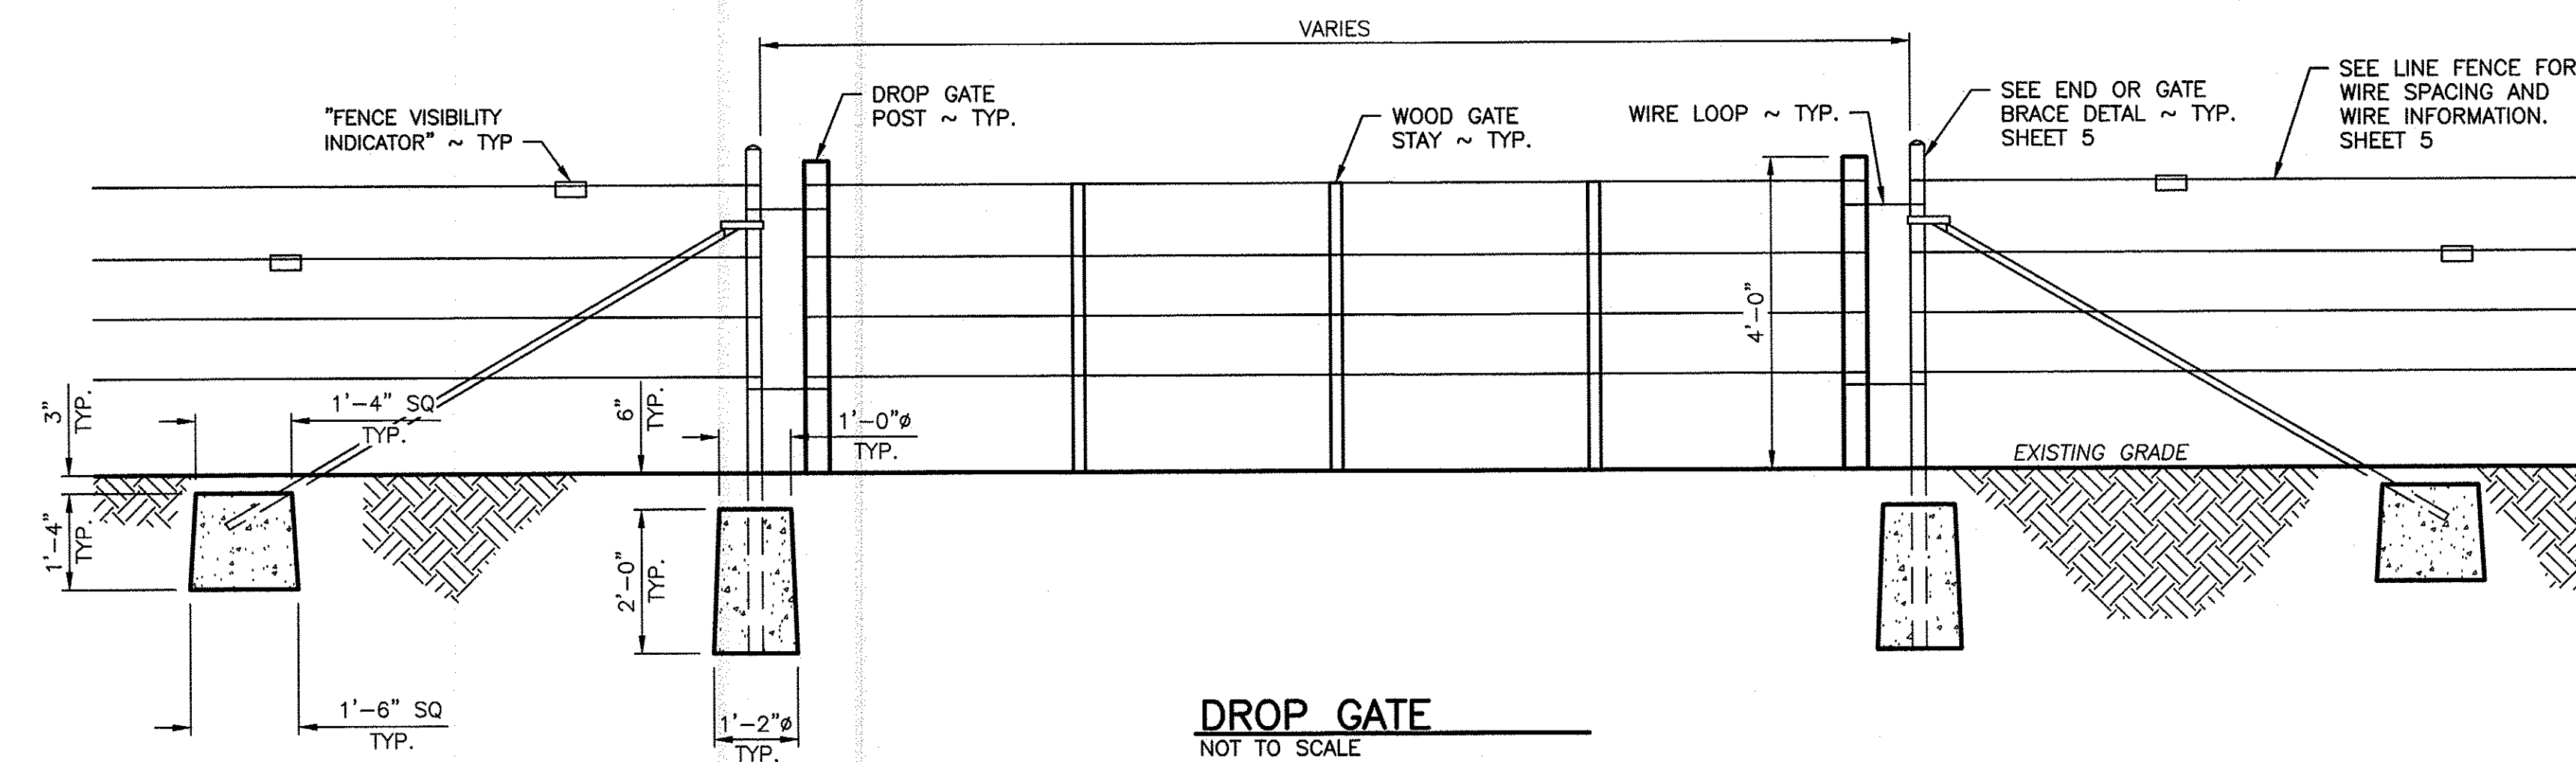 VARIES
"FENCE VISIBILITY
INDICATOR" ~ TYP
DROP GATE
POST ~ TYP.
WOOD GATE
STAY ~ TYP.
WIRE LOOP ~ TYP.
SEE END OR GATE
BRACE DETAL ~ TYP.
SHEET 5
SEE LINE FENCE FOR
WIRE SPACING AND
WIRE INFORMATION.
SHEET 5
4'-0"
3"
TYP.
1'-4" SQ
TYP.
6"
TYP.
1'-0"ø
TYP.
EXISTING GRADE
1'-4"
TYP.
2'-0"
TYP.
1'-6" SQ
TYP.
1'-2"ø
TYP.
DROP GATE
NOT TO SCALE